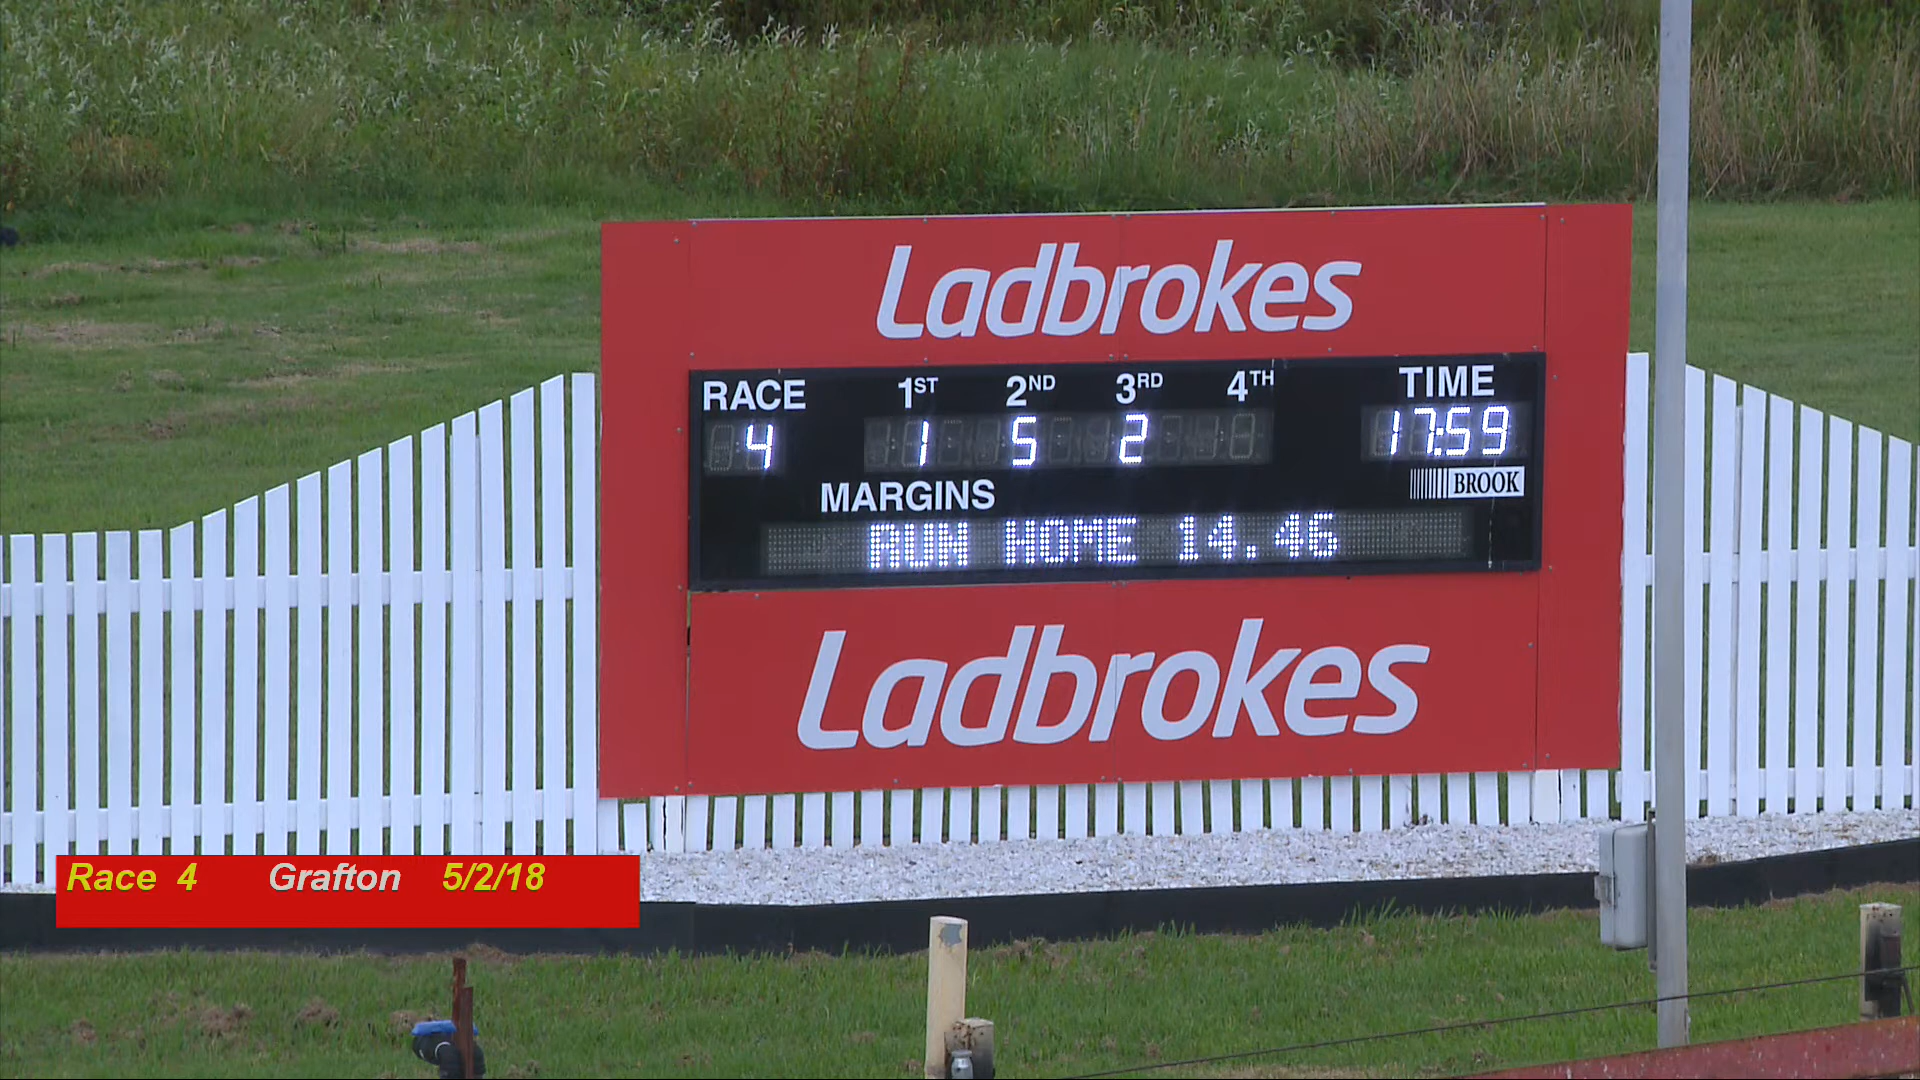 Ladbrokes
RACE 1ST 2ND 3RD 4TH TIME
4 1 5 2 17:59
BROOK
MARGINS
RUN HOME 14.46
Ladbrokes
Race 4 Grafton 5/2/18